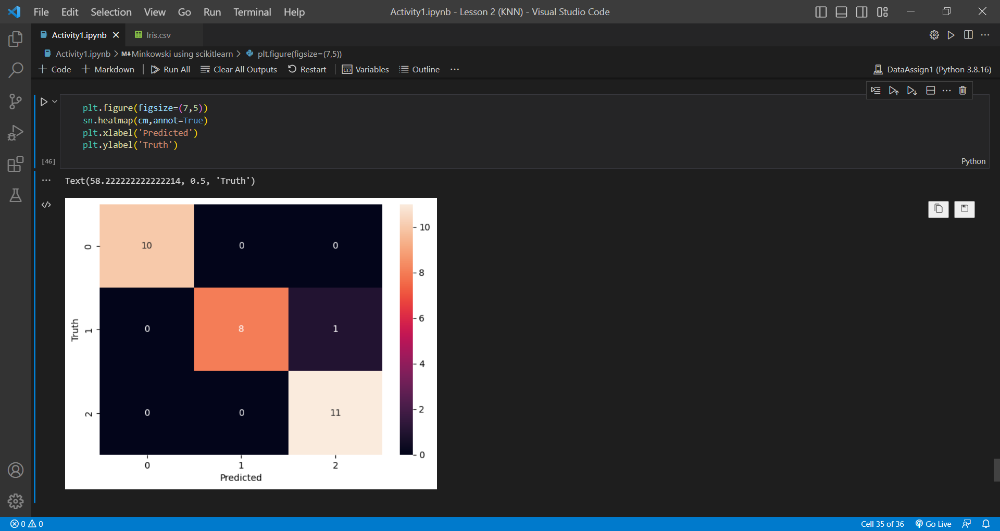 File Edit Selection View Go Run Terminal Help
Activity1.ipynb - Lesson 2 (KNN) - Visual Studio Code
Activity1.ipynb
Iris.csv
Activity1.ipynb > M↓Minkowski using scikitlearn > plt.figure(figsize=(7,5))
+ Code + Markdown | Run All Clear All Outputs Restart | Variables Outline ...
DataAssign1 (Python 3.8.16)
plt.figure(figsize=(7,5))
sn.heatmap(cm,annot=True)
plt.xlabel('Predicted')
plt.ylabel('Truth')
[46]
Python
Text(58.222222222222214, 0.5, 'Truth')
10
0
10 0 0
8
6
Truth
1
0 8 1
4
2
2
0 0 11
0
0 1 2
Predicted
0 0
Cell 35 of 36
Go Live